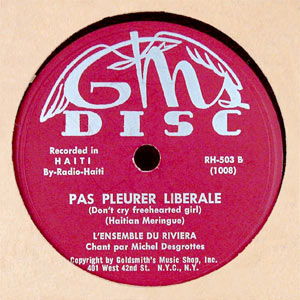 GMS
DISC
Recorded in
HAITI
By-Radio-Haiti
RH-503 B
(1008)
PAS PLEURER LIBERALE
(Don't cry freehearted girl)
(Haitian Meringue)
L'ENSEMBLE DU RIVIERA
Chant par Michel Desgrottes
Copyright by Goldsmith's Music Shop, Inc.
401 West 42nd St. N.Y.C., N.Y.